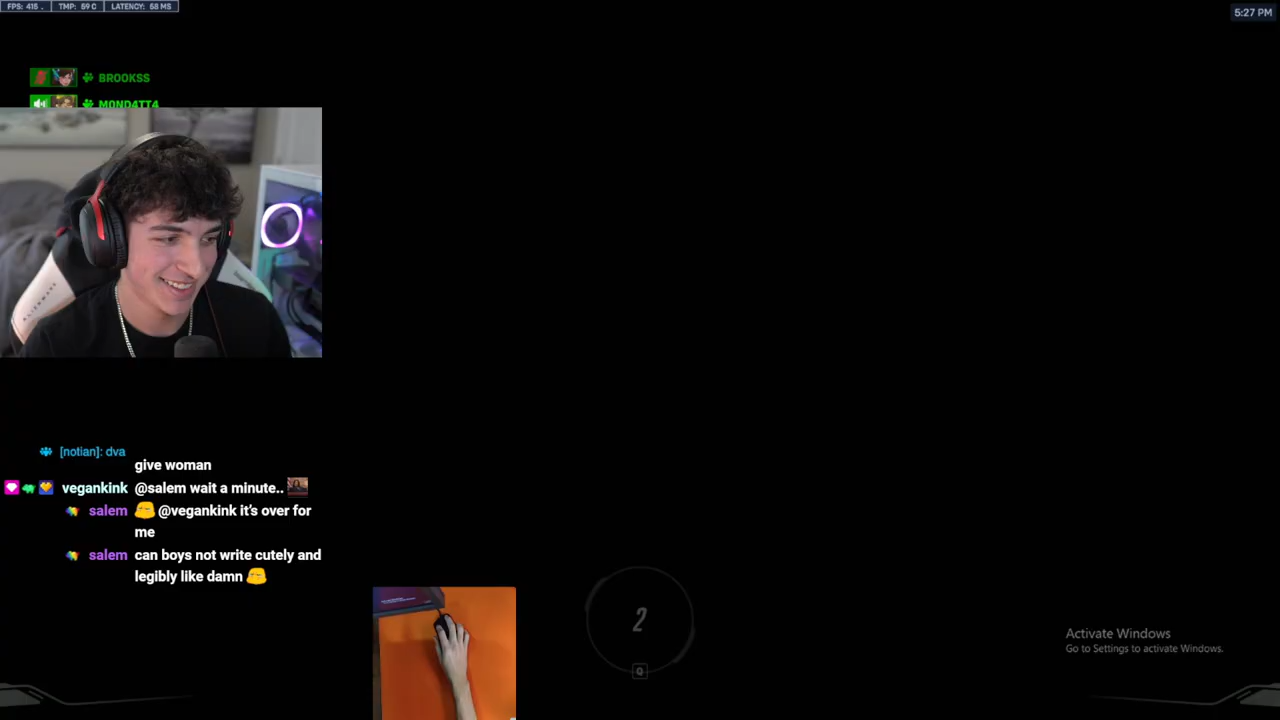 FPS: 415 . TMP: 59 C LATENCY: 68 MS
5:27 PM
BROOKSS
M0ND4TT4
ALIENWARE
[notian]: dva
give woman
vegankink @salem wait a minute..
salem @vegankink it's over for
me
salem can boys not write cutely and
legibly like damn
2
Q
Activate Windows
Go to Settings to activate Windows.